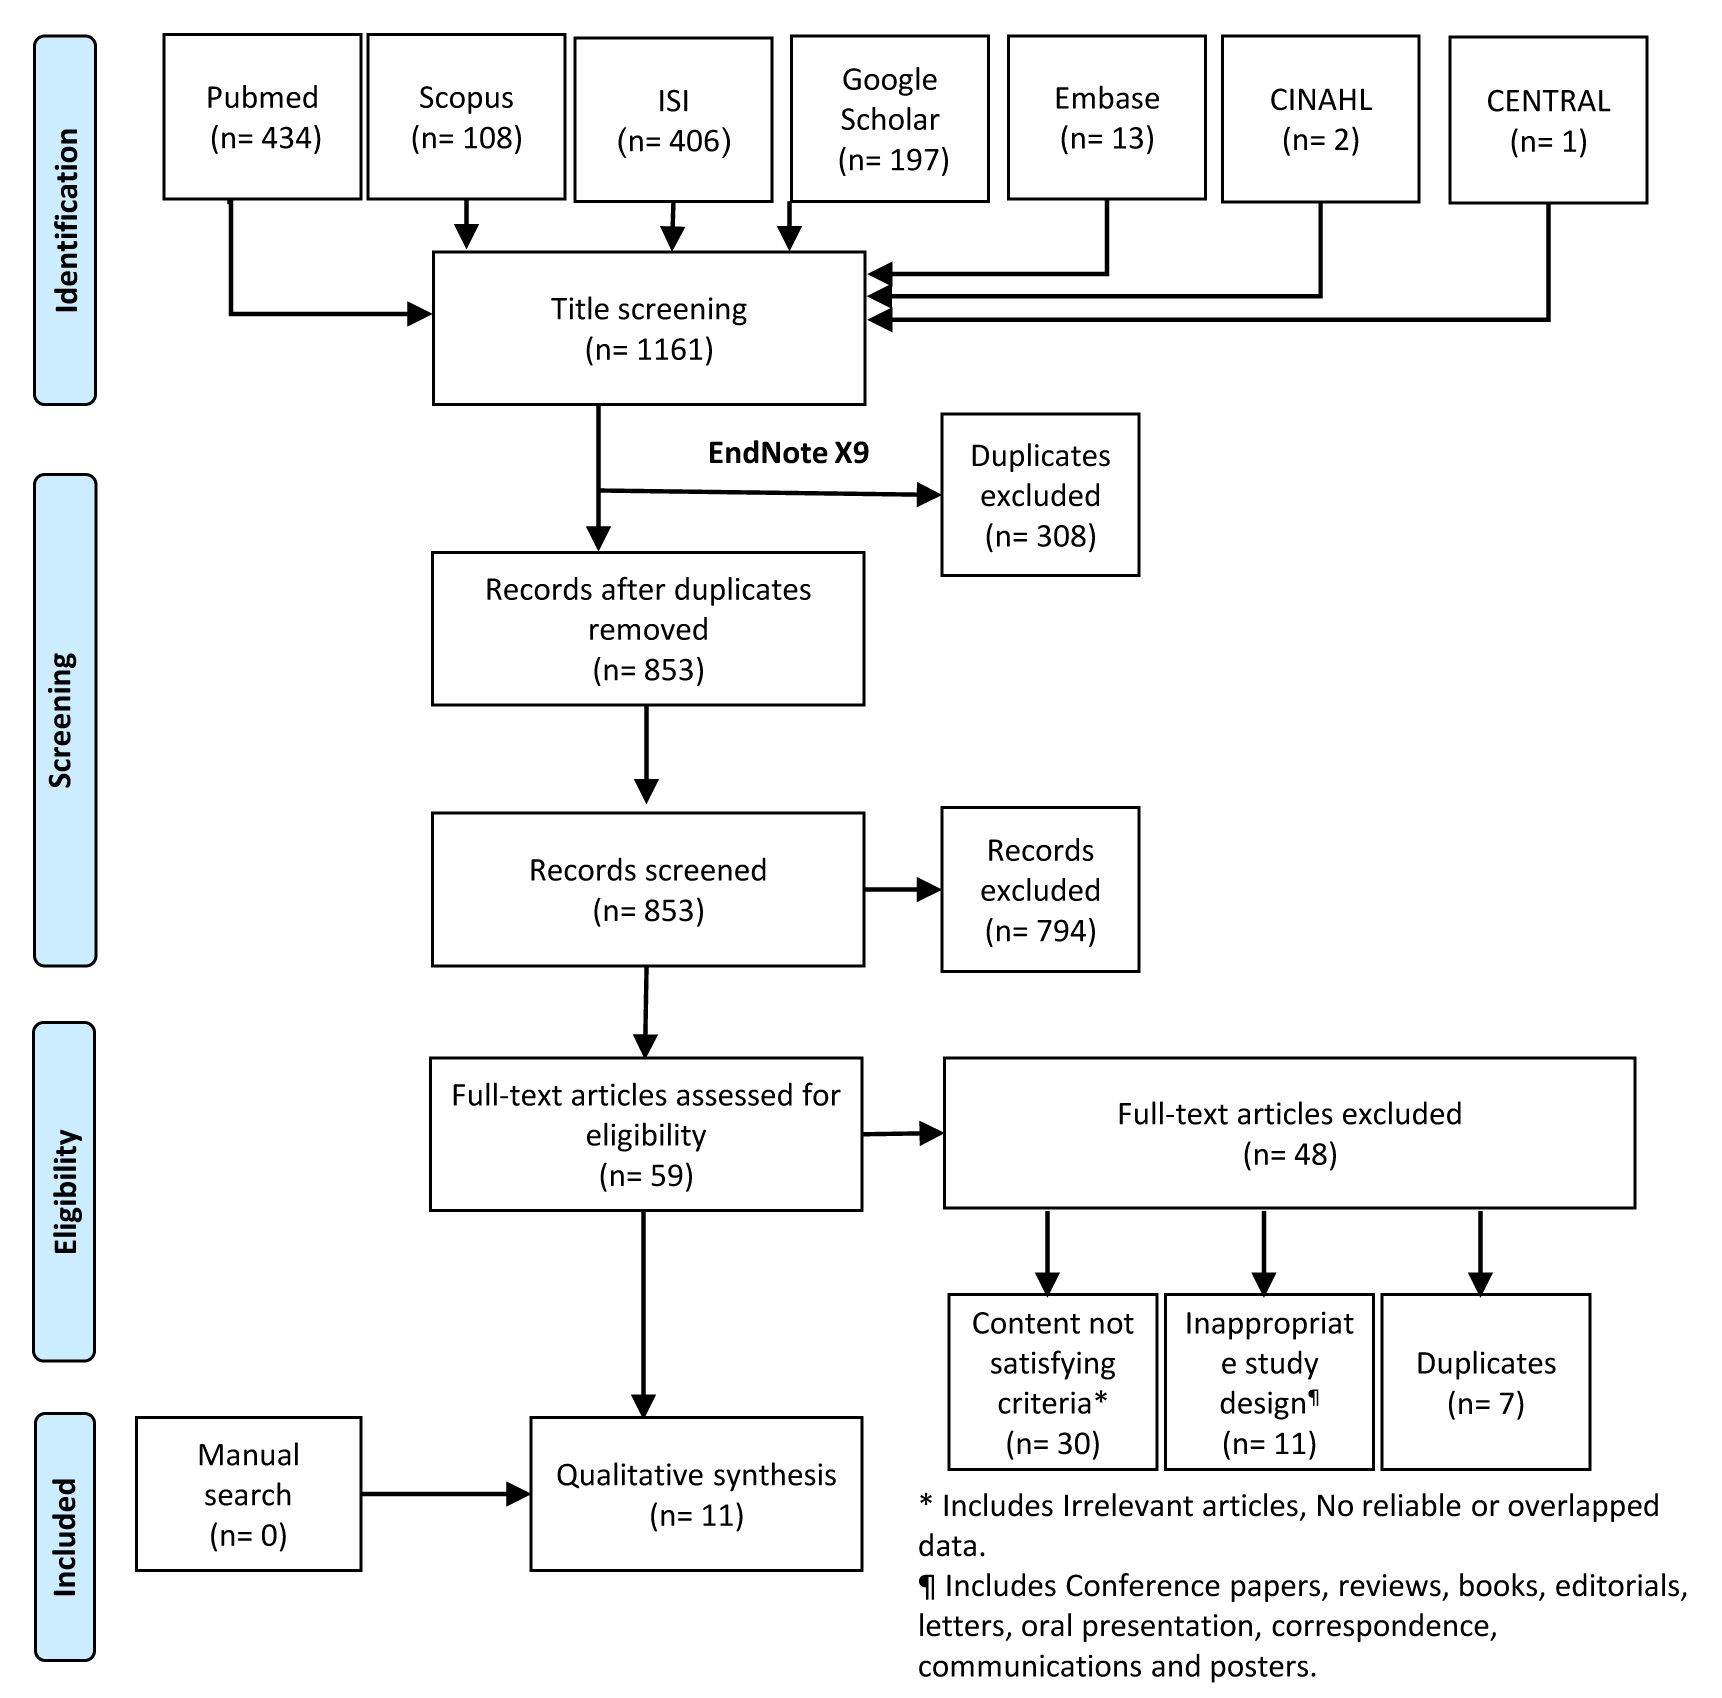 Identification
Pubmed
(n= 434)
Scopus
(n= 108)
ISI
(n= 406)
Google
Scholar
(n= 197)
Embase
(n= 13)
CINAHL
(n= 2)
CENTRAL
(n= 1)
Title screening
(n= 1161)
EndNote X9
Duplicates
excluded
(n= 308)
Screening
Records after duplicates
removed
(n= 853)
Records screened
(n= 853)
Records
excluded
(n= 794)
Eligibility
Full-text articles assessed for
eligibility
(n= 59)
Full-text articles excluded
(n= 48)
Content not
satisfying
criteria*
(n= 30)
Inappropriat
e study
design¶
(n= 11)
Duplicates
(n= 7)
Included
Manual
search
(n= 0)
Qualitative synthesis
(n= 11)
* Includes Irrelevant articles, No reliable or overlapped
data.
¶ Includes Conference papers, reviews, books, editorials,
letters, oral presentation, correspondence,
communications and posters.